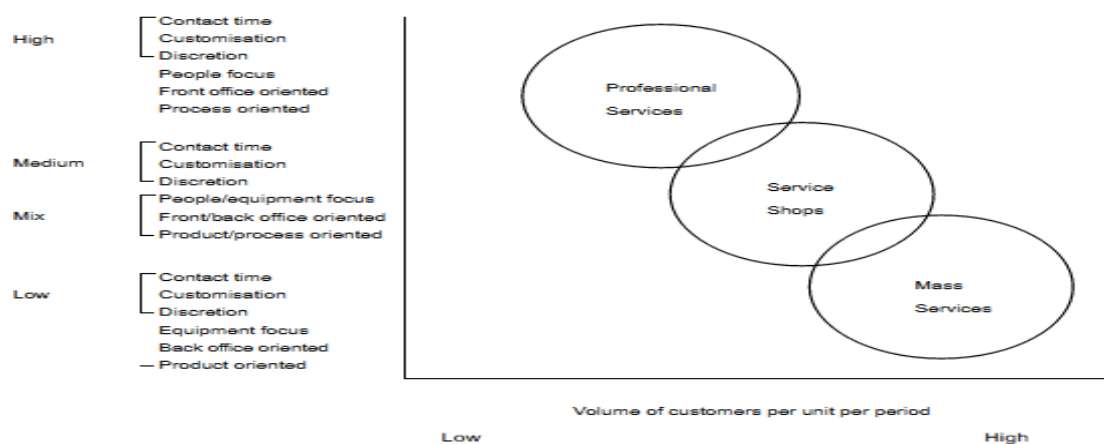 High
Contact time
Customisation
Discretion
People focus
Front office oriented
Process oriented
Medium
Contact time
Customisation
Discretion
Mix
People/equipment focus
Front/back office oriented
Product/process oriented
Low
Contact time
Customisation
Discretion
Equipment focus
Back office oriented
Product oriented
Professional
Services
Service
Shops
Mass
Services
Volume of customers per unit per period
Low
High